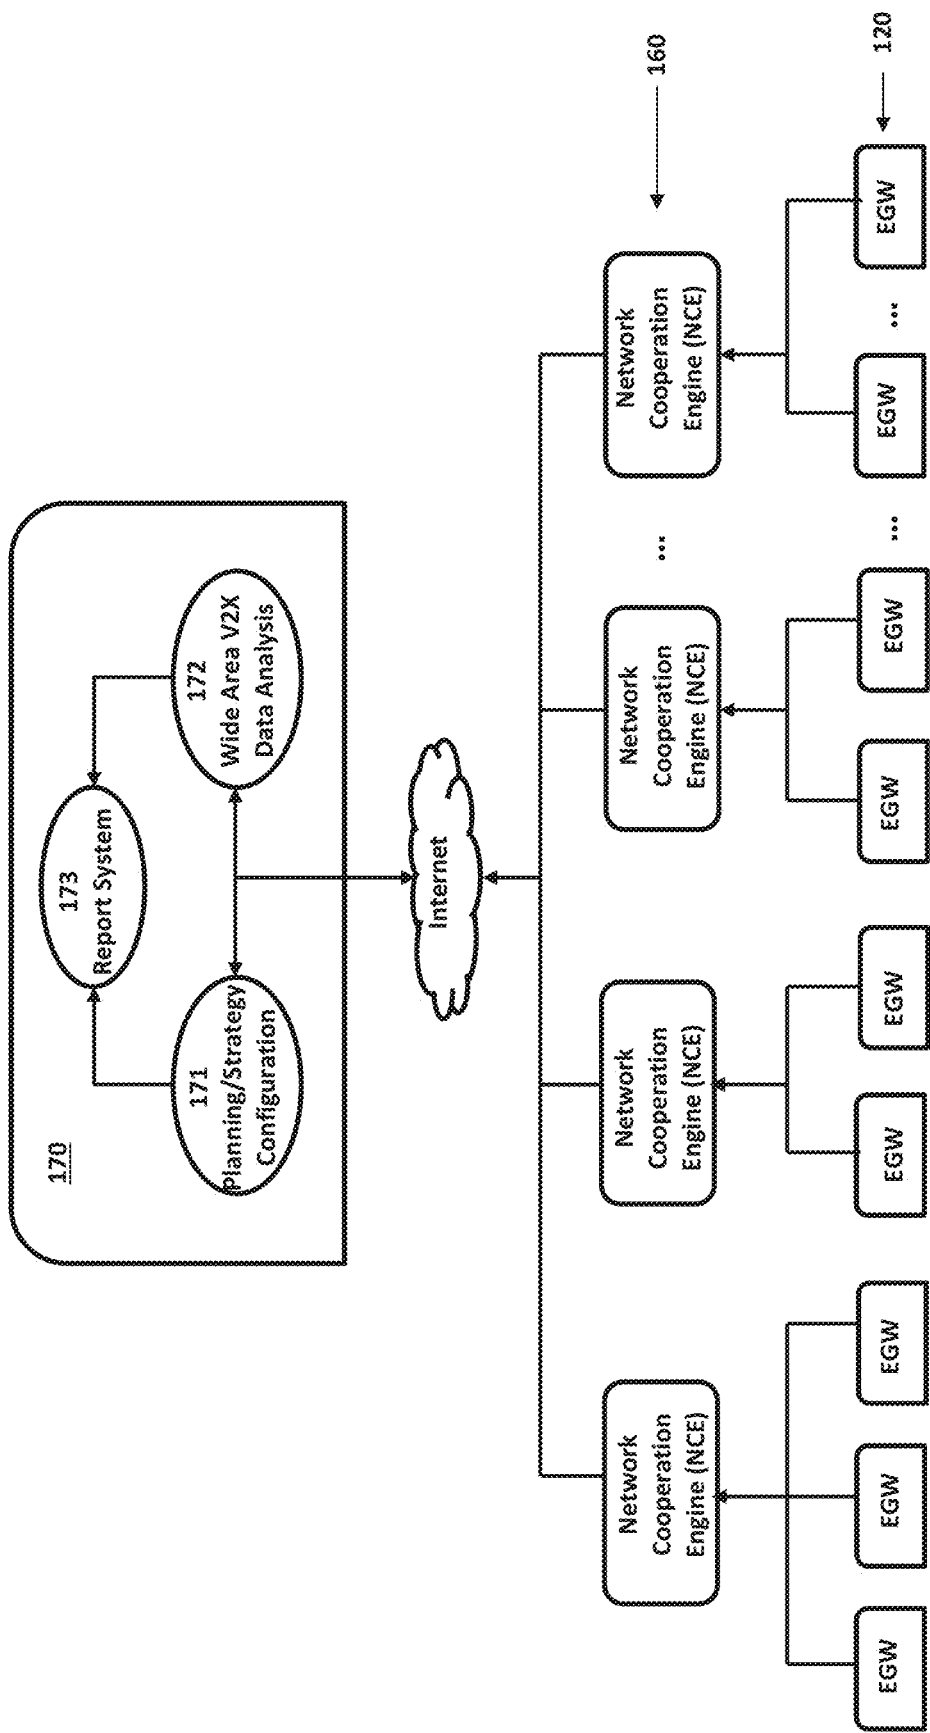 170
173
Report System
171
Planning/Strategy
Configuration
172
Wide Area V2X
Data Analysis
Internet
Network
Cooperation
Engine (NCE)
Network
Cooperation
Engine (NCE)
Network
Cooperation
Engine (NCE)
...
Network
Cooperation
Engine (NCE)
160
EGW
EGW
EGW
EGW
EGW
EGW
EGW
...
EGW
...
EGW
120